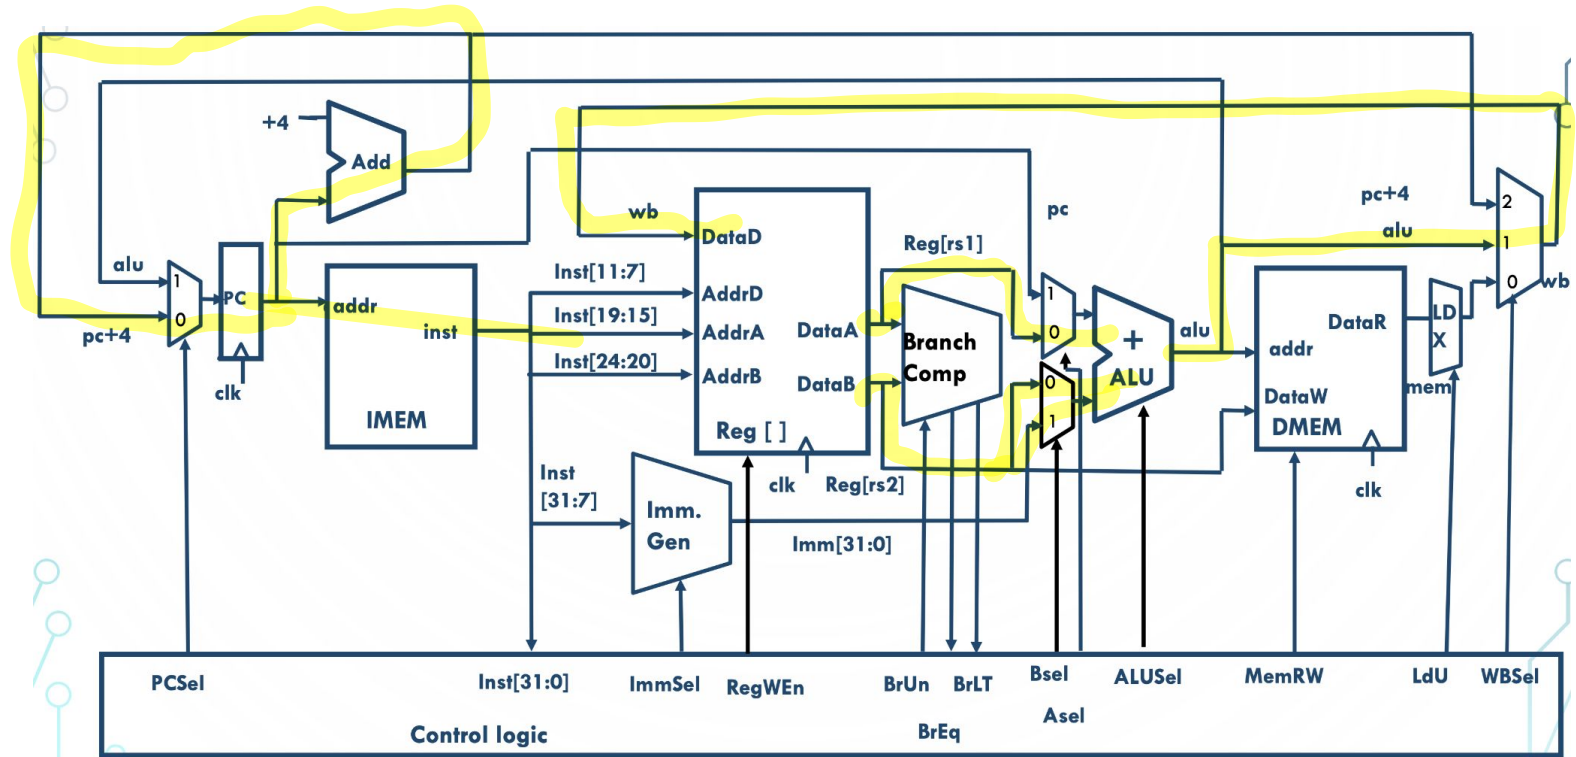 +4
Add
pc+4
alu
pc
wb
DataD
Reg[rs1]
alu
1
0
pc+4
PC
clk
addr
inst
IMEM
Inst[11:7]
Inst[19:15]
Inst[24:20]
AddrD
AddrA
AddrB
DataA
DataB
Reg [ ]
clk
Branch
Comp
Reg[rs2]
1
0
0
1
+
ALU
alu
addr
DataW
DataR
DMEM
clk
LD
X
mem
2
1
0
wb
Inst
[31:7]
Imm.
Gen
Imm[31:0]
PCSel
Inst[31:0]
ImmSel
RegWEn
BrUn
BrLT
Bsel
ALUSel
MemRW
LdU
WBSel
Asel
BrEq
Control logic